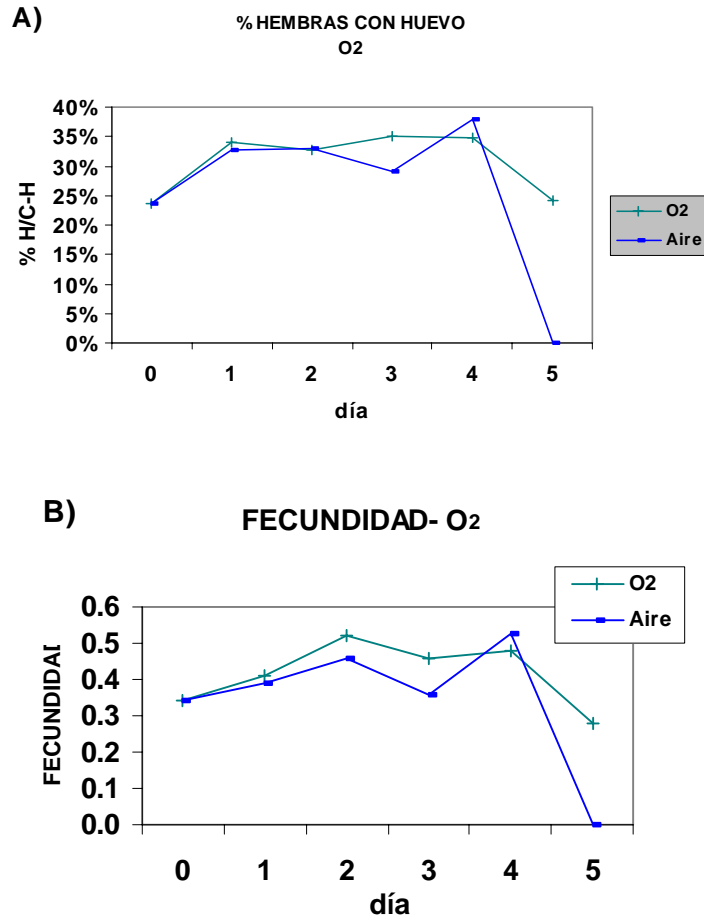 A)
% HEMBRAS CON HUEVO
O2
40%
35%
30%
25%
20%
15%
10%
5%
0%
% H/C-H
0 1 2 3 4 5
día
O2
Aire
B)
FECUNDIDAD- O2
O2
Aire
0.6
0.5
0.4
0.3
0.2
0.1
0.0
FECUNDIDAI
0 1 2 3 4 5
día